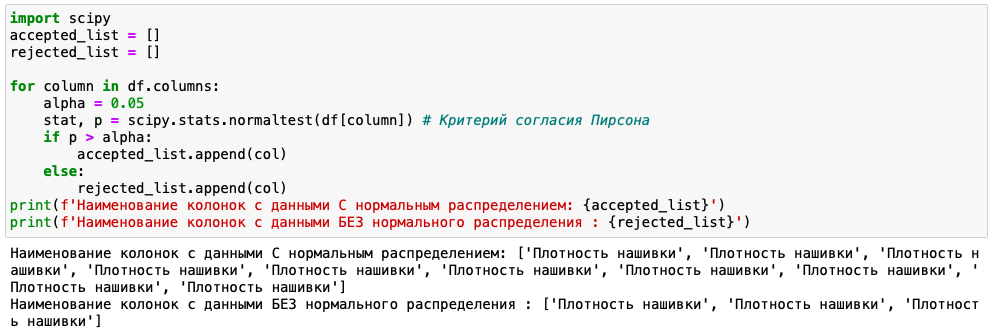 import scipy
accepted_list = []
rejected_list = []
for column in df.columns:
    alpha = 0.05
    stat, p = scipy.stats.normaltest(df[column]) # Критерий согласия Пирсона
    if p > alpha:
        accepted_list.append(col)
    else:
        rejected_list.append(col)
print(f'Наименование колонок с данными С нормальным распределением: {accepted_list}')
print(f'Наименование колонок с данными БЕЗ нормального распределения : {rejected_list}')
Наименование колонок с данными С нормальным распределением: ['Плотность нашивки', 'Плотность нашивки', 'Плотность н
ашивки', 'Плотность нашивки', 'Плотность нашивки', 'Плотность нашивки', 'Плотность нашивки', 'Плотность нашивки', '
Плотность нашивки', 'Плотность нашивки']
Наименование колонок с данными БЕЗ нормального распределения : ['Плотность нашивки', 'Плотность нашивки', 'Плотност
ь нашивки']